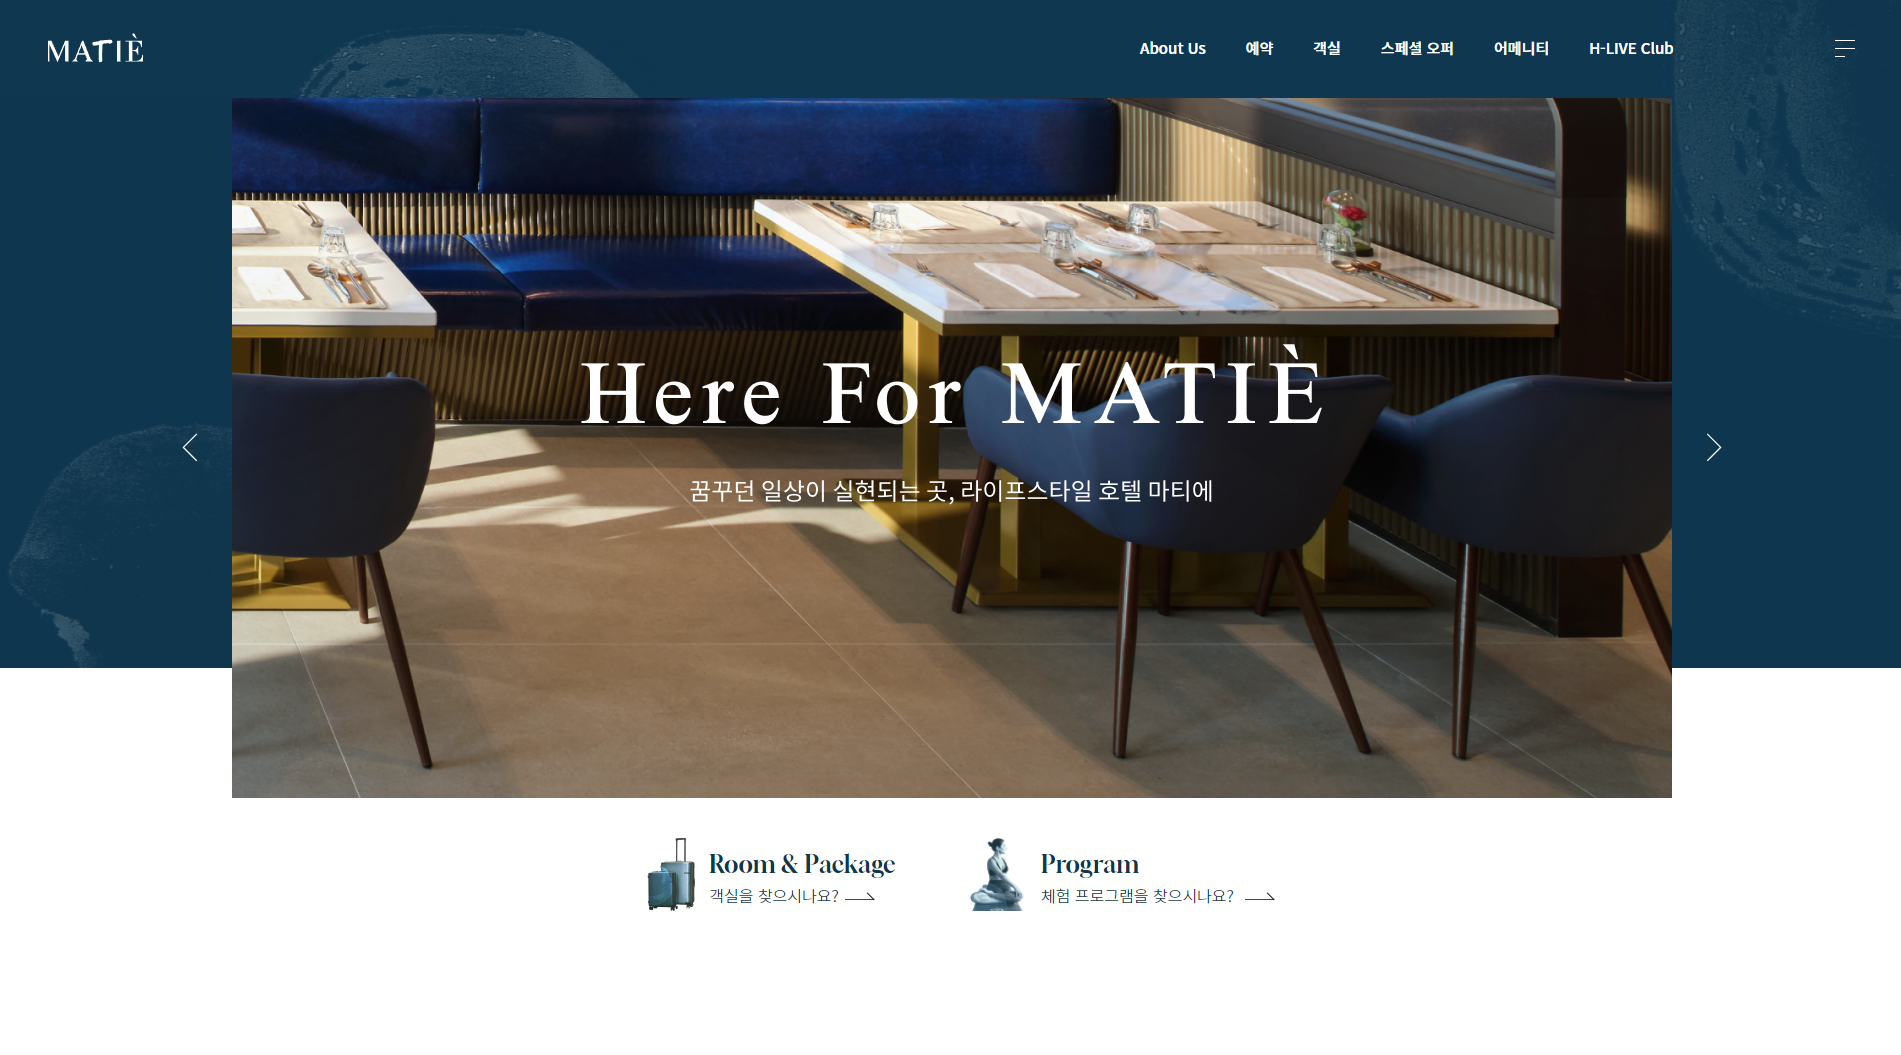 MATIÈ
About Us 예약 객실 스페셜 오퍼 어메니티 H-LIVE Club
Here For MATIÈ
꿈꾸던 일상이 실현되는 곳, 라이프스타일 호텔 마티에
Room & Package
객실을 찾으시나요?
Program
체험 프로그램을 찾으시나요?